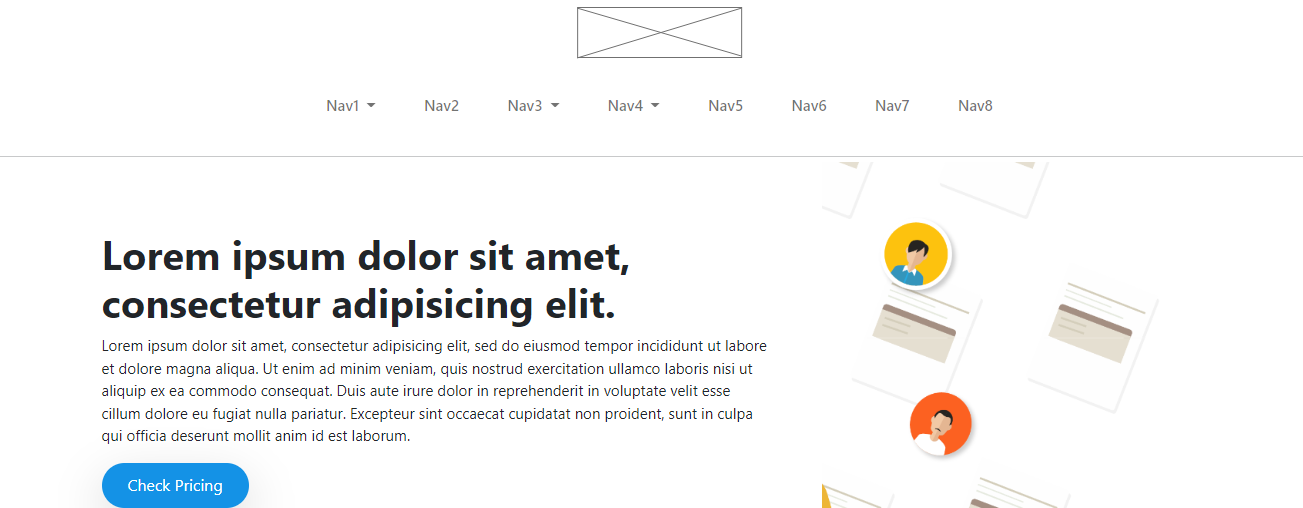 Nav1 Nav2 Nav3 Nav4 Nav5 Nav6 Nav7 Nav8
Lorem ipsum dolor sit amet,
consectetur adipisicing elit.
Lorem ipsum dolor sit amet, consectetur adipisicing elit, sed do eiusmod tempor incididunt ut labore
et dolore magna aliqua. Ut enim ad minim veniam, quis nostrud exercitation ullamco laboris nisi ut
aliquip ex ea commodo consequat. Duis aute irure dolor in reprehenderit in voluptate velit esse
cillum dolore eu fugiat nulla pariatur. Excepteur sint occaecat cupidatat non proident, sunt in culpa
qui officia deserunt mollit anim id est laborum.
Check Pricing